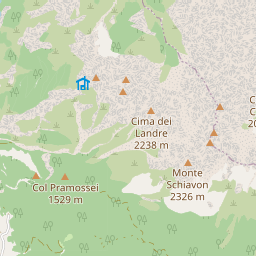 Cima dei
Landre
2238 m
Monte
Schiavon
2326 m
Col Pramossei
1529 m